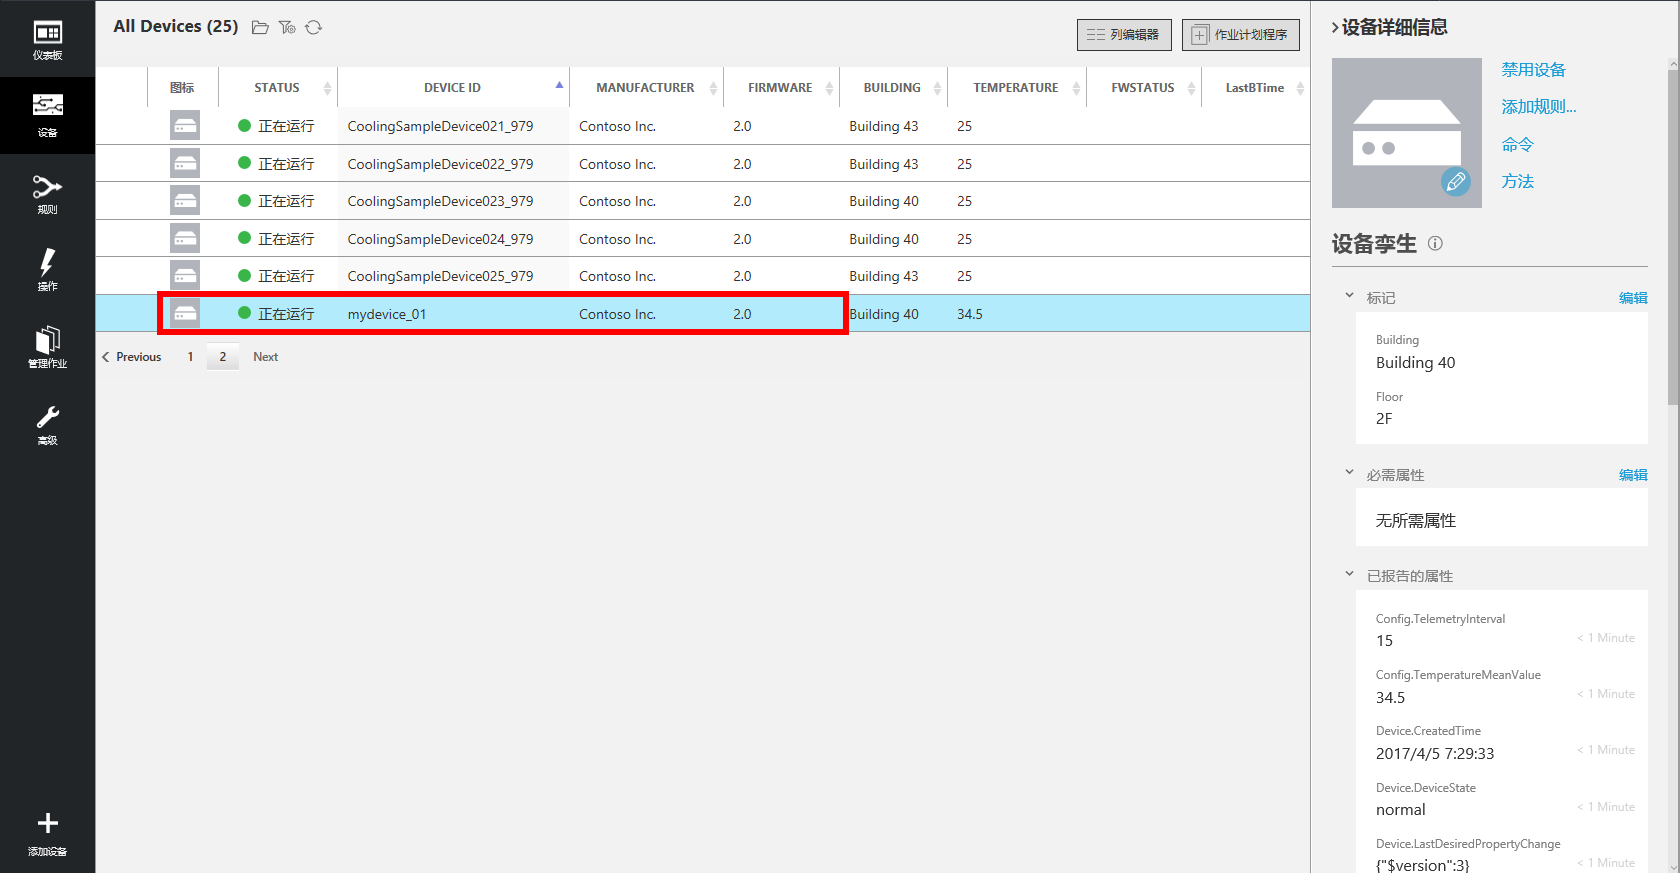 仪表板
设备
规则
操作
管理作业
高级
添加设备
All Devices (25)
列编辑器
作业计划程序
图标 STATUS DEVICE ID MANUFACTURER FIRMWARE BUILDING TEMPERATURE FWSTATUS LastBTime
正在运行 CoolingSampleDevice021_979 Contoso Inc. 2.0 Building 43 25
正在运行 CoolingSampleDevice022_979 Contoso Inc. 2.0 Building 43 25
正在运行 CoolingSampleDevice023_979 Contoso Inc. 2.0 Building 40 25
正在运行 CoolingSampleDevice024_979 Contoso Inc. 2.0 Building 40 25
正在运行 CoolingSampleDevice025_979 Contoso Inc. 2.0 Building 43 25
正在运行 mydevice_01 Contoso Inc. 2.0 Building 40 34.5
Previous 1 2 Next
设备详细信息
禁用设备
添加规则...
命令
方法
设备孪生
标记 编辑
Building
Building 40
Floor
2F
必需属性 编辑
无所需属性
已报告的属性
Config.TelemetryInterval
15 < 1 Minute
Config.TemperatureMeanValue
34.5 < 1 Minute
Device.CreatedTime
2017/4/5 7:29:33 < 1 Minute
Device.DeviceState
normal < 1 Minute
Device.LastDesiredPropertyChange
{"$version":3} < 1 Minute